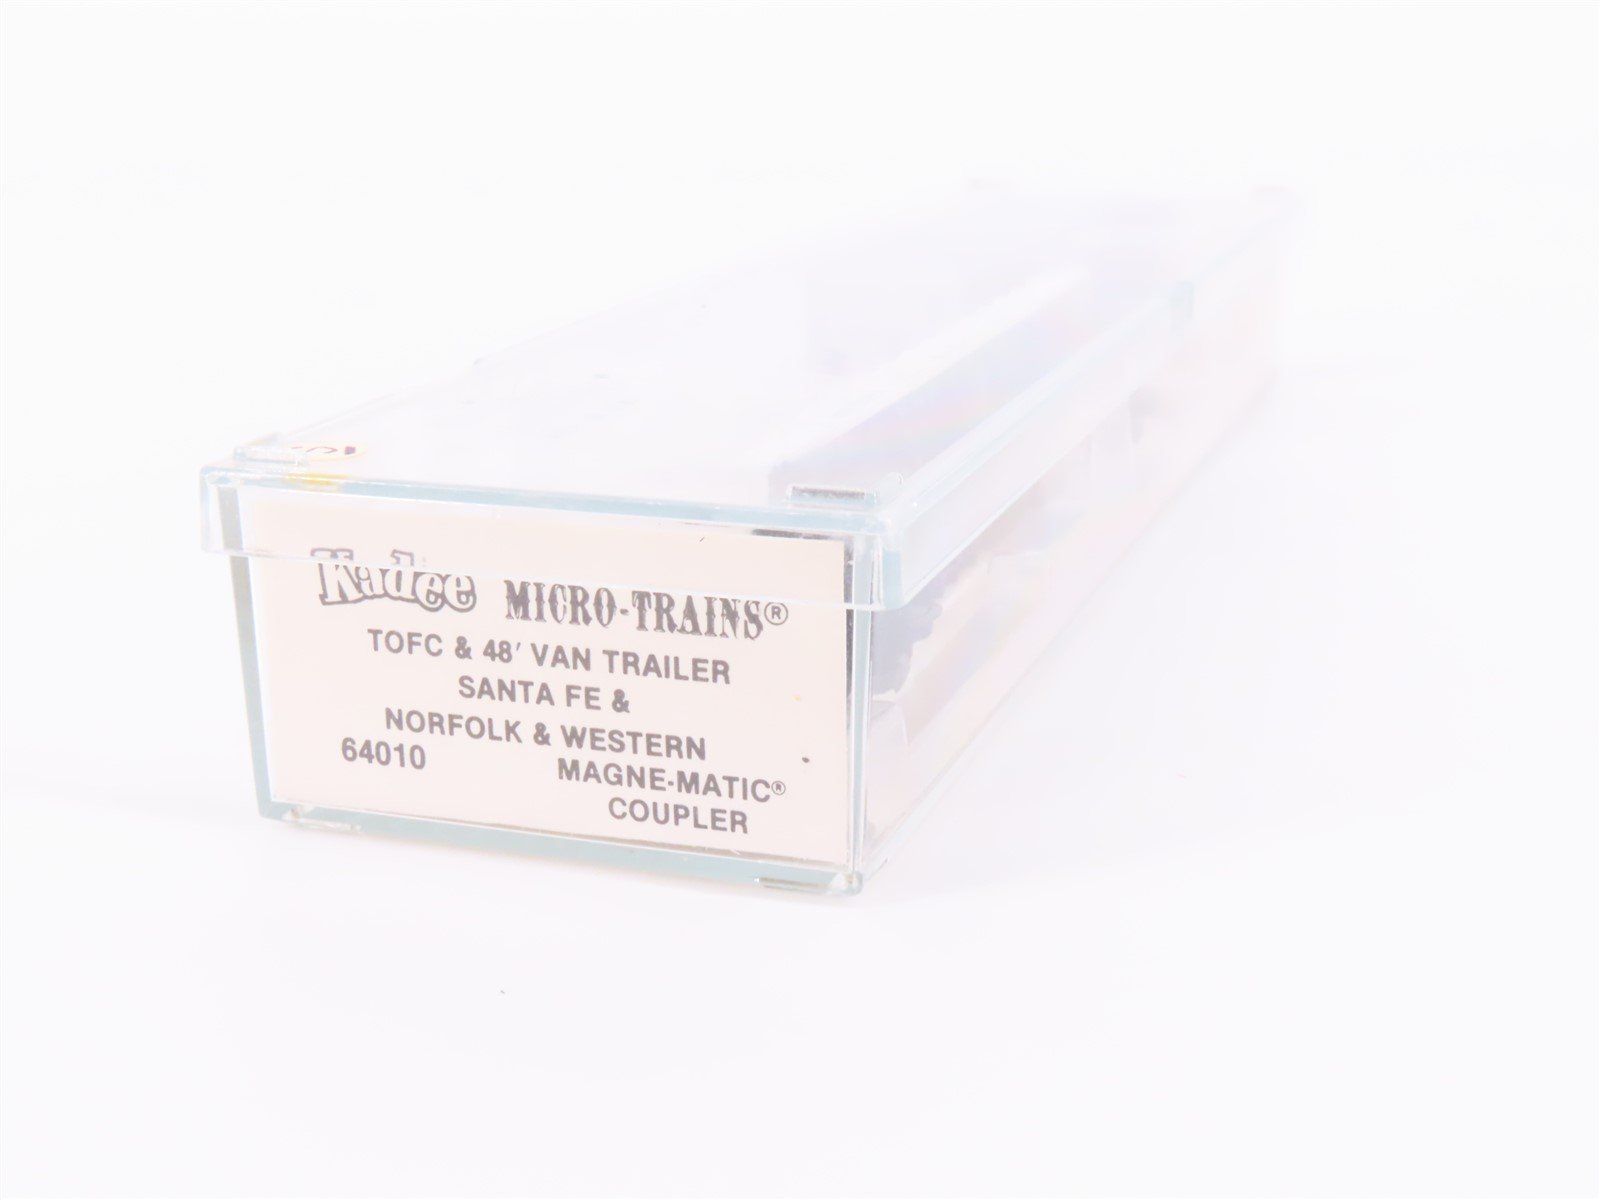 Kadee MICRO-TRAINS®
TOFC & 48' VAN TRAILER
SANTA FE &
NORFOLK & WESTERN
64010 MAGNE-MATIC®
COUPLER